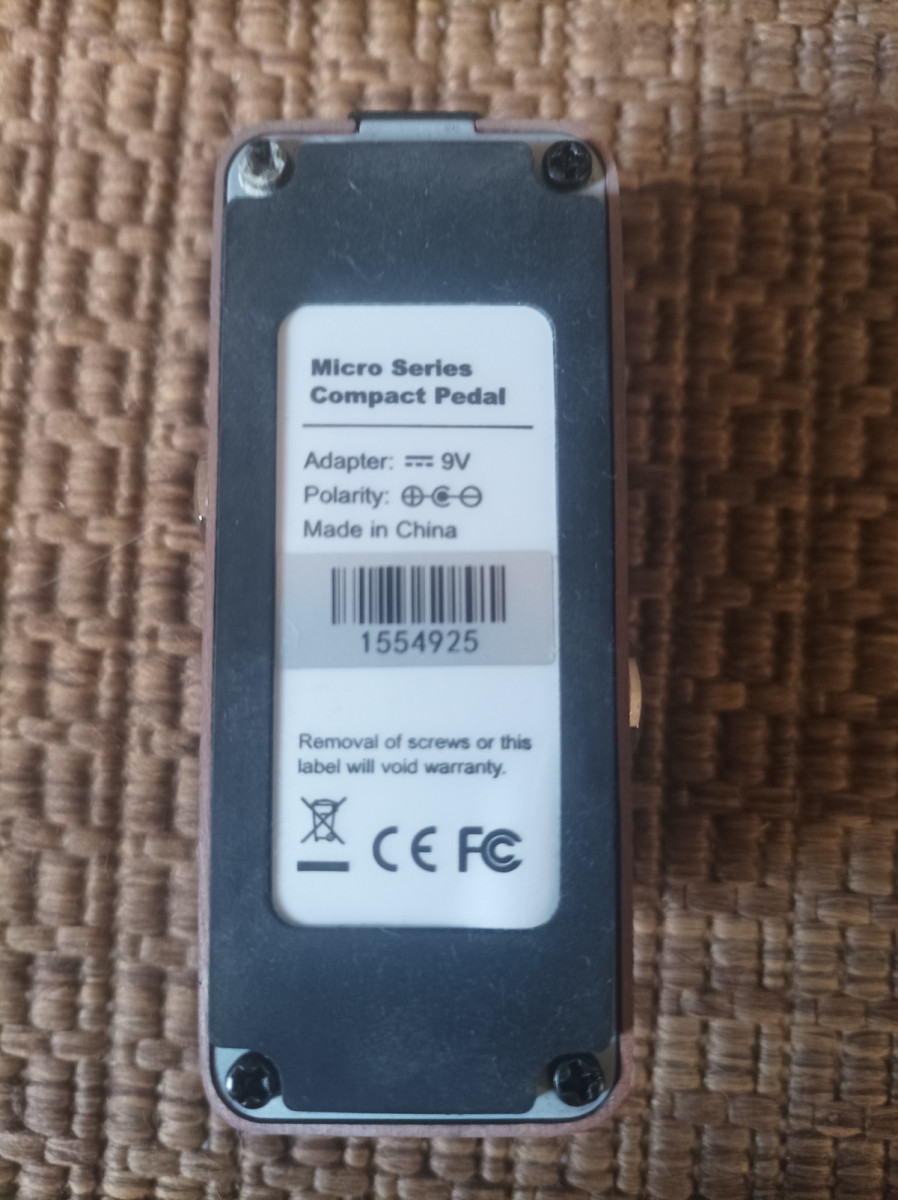 Micro Series
Compact Pedal
Adapter: ⎓ 9V
Polarity:
Made in China
1554925
Removal of screws or this
label will void warranty.
CE FC